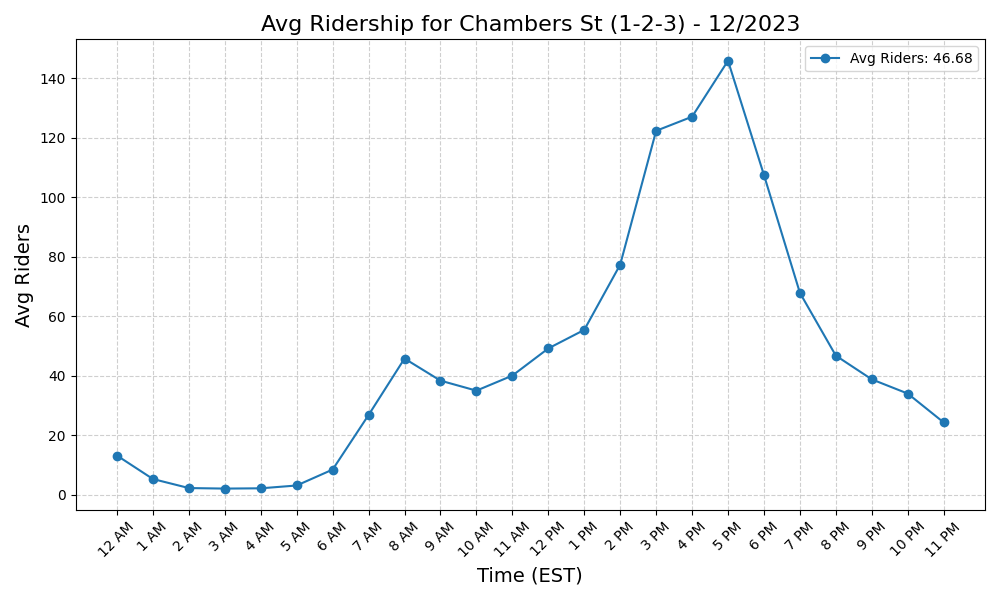 Avg Ridership for Chambers St (1-2-3) - 12/2023
Avg Riders: 46.68
Avg Riders
140
120
100
80
60
40
20
0
12 AM
1 AM
2 AM
3 AM
4 AM
5 AM
6 AM
7 AM
8 AM
9 AM
10 AM
11 AM
12 PM
1 PM
2 PM
3 PM
4 PM
5 PM
6 PM
7 PM
8 PM
9 PM
10 PM
11 PM
Time (EST)